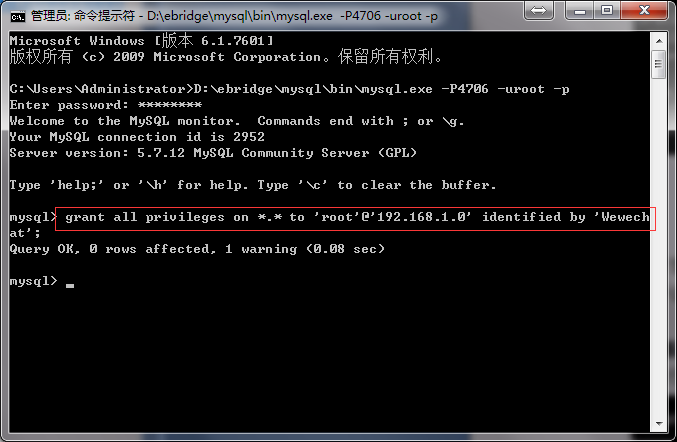 管理员: 命令提示符 - D:\ebridge\mysql\bin\mysql.exe -P4706 -uroot -p
Microsoft Windows [版本 6.1.7601]
版权所有 (c) 2009 Microsoft Corporation。保留所有权利。
C:\Users\Administrator>D:\ebridge\mysql\bin\mysql.exe -P4706 -uroot -p
Enter password: ********
Welcome to the MySQL monitor.  Commands end with ; or \g.
Your MySQL connection id is 2952
Server version: 5.7.12 MySQL Community Server (GPL)
Type 'help;' or '\h' for help. Type '\c' to clear the buffer.
mysql> grant all privileges on *.* to 'root'@'192.168.1.0' identified by 'Wewech
at';
Query OK, 0 rows affected, 1 warning (0.08 sec)
mysql>